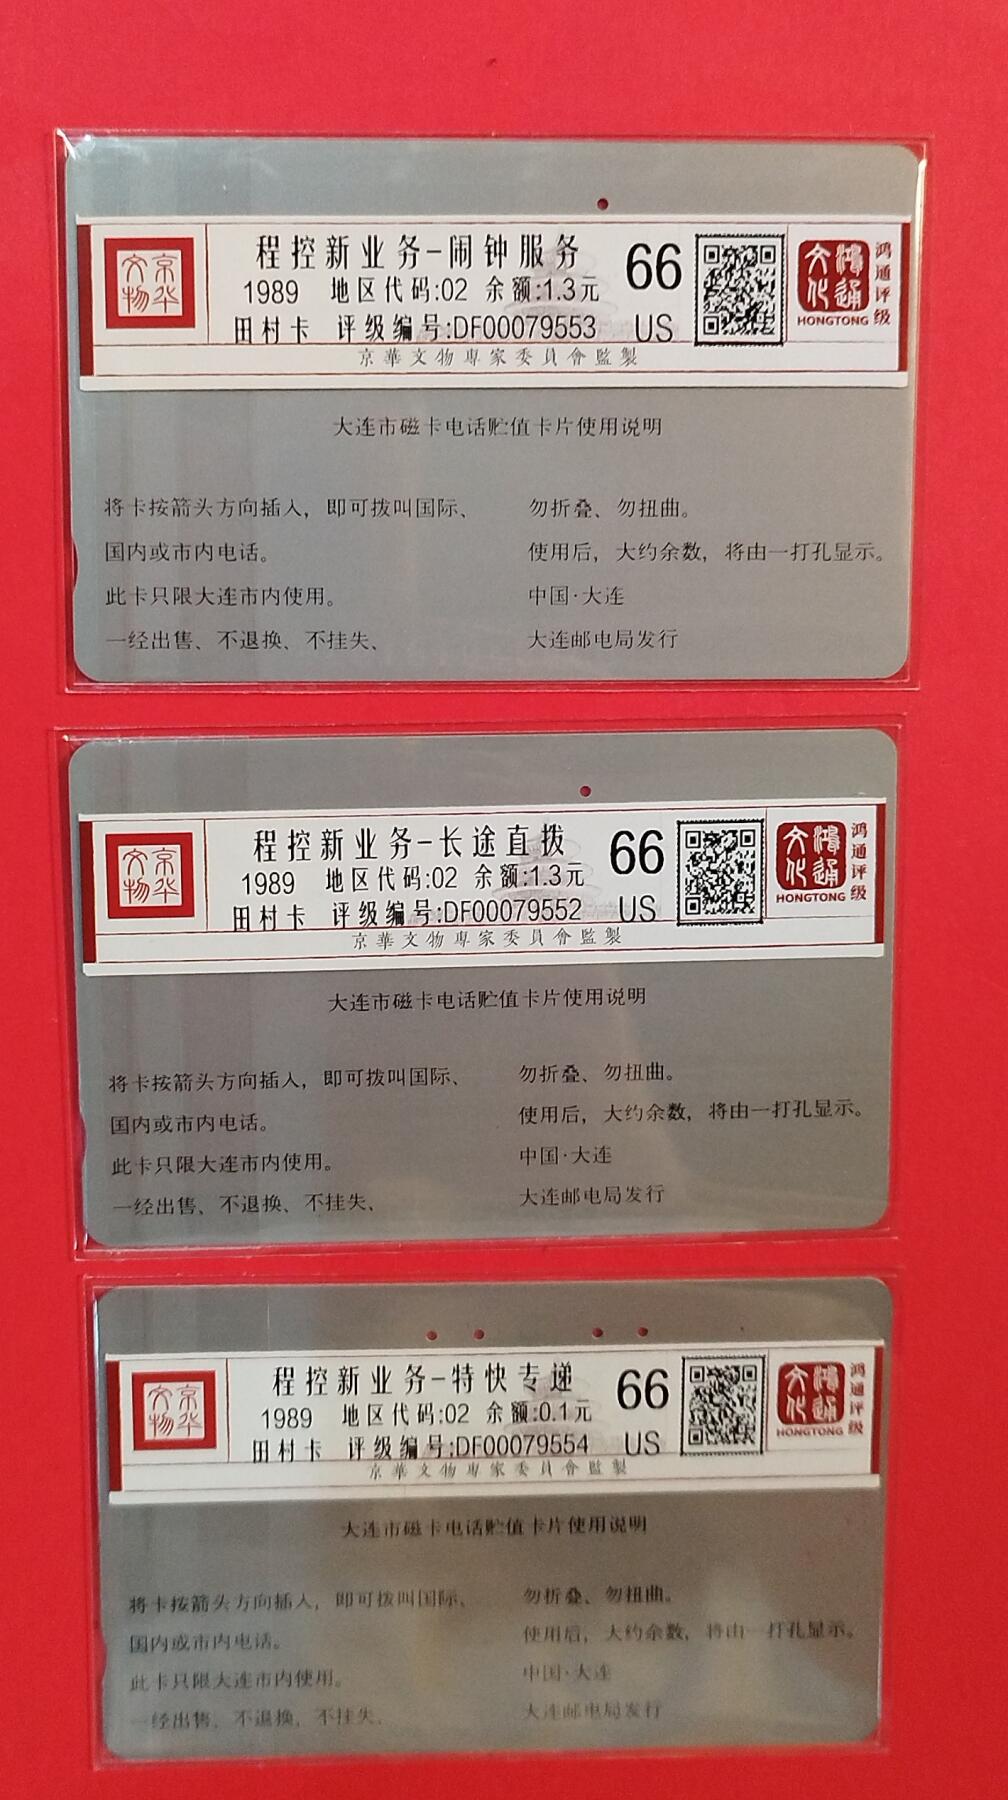 京华文物
程控新业务-闹钟服务
1989 地区代码:02 余额:1.3元
田村卡 评级编号:DF00079553
66
US
鸿通文化
HONGTONG
鸿通评级
京華文物專家委員會監製
大连市磁卡电话贮值卡片使用说明
将卡按箭头方向插入，即可拨叫国际、
国内或市内电话。
此卡只限大连市内使用。
一经出售、不退换、不挂失、
勿折叠、勿扭曲。
使用后，大约余数，将由一打孔显示。
中国·大连
大连邮电局发行
京华文物
程控新业务-长途直拨
1989 地区代码:02 余额:1.3元
田村卡 评级编号:DF00079552
66
US
鸿通文化
HONGTONG
鸿通评级
京華文物專家委員會監製
大连市磁卡电话贮值卡片使用说明
将卡按箭头方向插入，即可拨叫国际、
国内或市内电话。
此卡只限大连市内使用。
一经出售、不退换、不挂失、
勿折叠、勿扭曲。
使用后，大约余数，将由一打孔显示。
中国·大连
大连邮电局发行
京华文物
程控新业务-特快专递
1989 地区代码:02 余额:0.1元
田村卡 评级编号:DF00079554
66
US
鸿通文化
HONGTONG
鸿通评级
京華文物專家委員會監製
大连市磁卡电话贮值卡片使用说明
将卡按箭头方向插入，即可拨叫国际、
国内或市内电话。
此卡只限大连市内使用。
一经出售、不退换、不挂失、
勿折叠、勿扭曲。
使用后，大约余数，将由一打孔显示。
中国·大连
大连邮电局发行